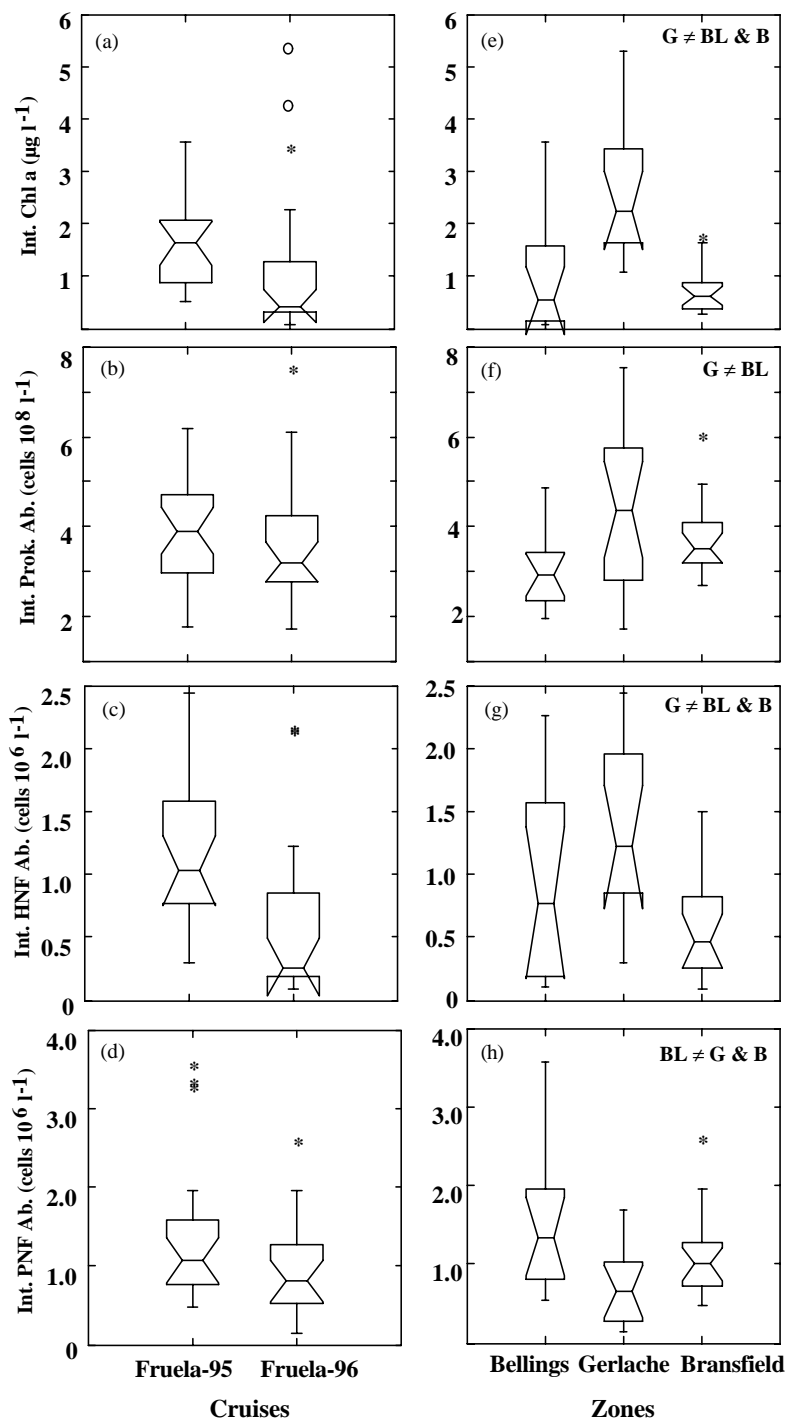 (a)
Int. Chl a (µg l-1)
6
5
4
3
2
1
(e)
G ≠ BL & B
(b)
Int. Prok. Ab. (cells 10 8 l-1)
8
6
4
2
(f)
8
6
4
2
G ≠ BL
(c)
Int. HNF Ab. (cells 10 6 l-1)
2.5
2.0
1.5
1.0
0.5
0
(g)
2.5
2.0
1.5
1.0
0.5
0
G ≠ BL & B
(d)
Int. PNF Ab. (cells 10 6 l-1)
4.0
3.0
2.0
1.0
0
(h)
4.0
3.0
2.0
1.0
BL ≠ G & B
6
5
4
3
2
1
Fruela-95 Fruela-96
Cruises
Bellings Gerlache Bransfield
Zones